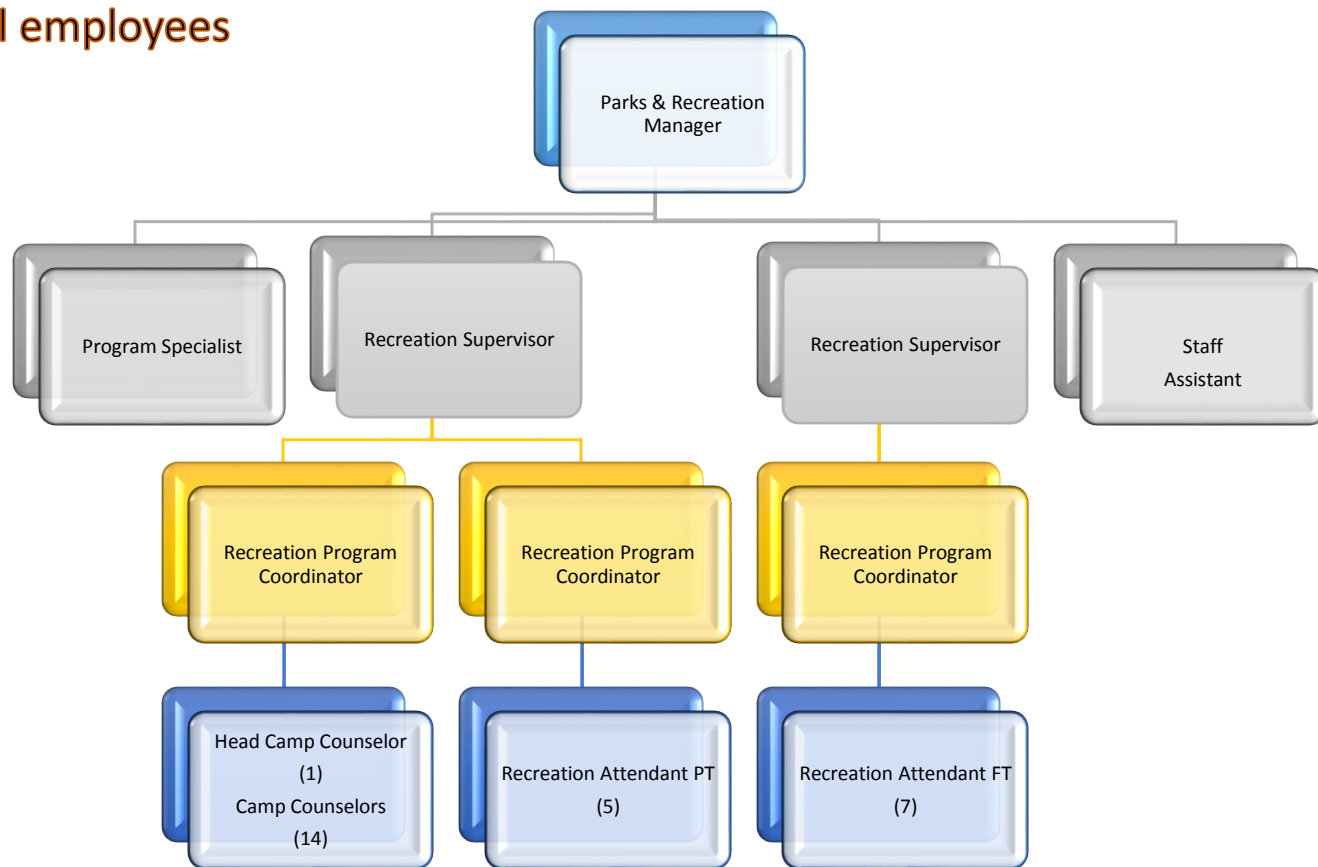 employees
Parks & Recreation
Manager
Program Specialist
Recreation Supervisor
Recreation Supervisor
Staff
Assistant
Recreation Program
Coordinator
Recreation Program
Coordinator
Recreation Program
Coordinator
Head Camp Counselor
(1)
Camp Counselors
(14)
Recreation Attendant PT
(5)
Recreation Attendant FT
(7)